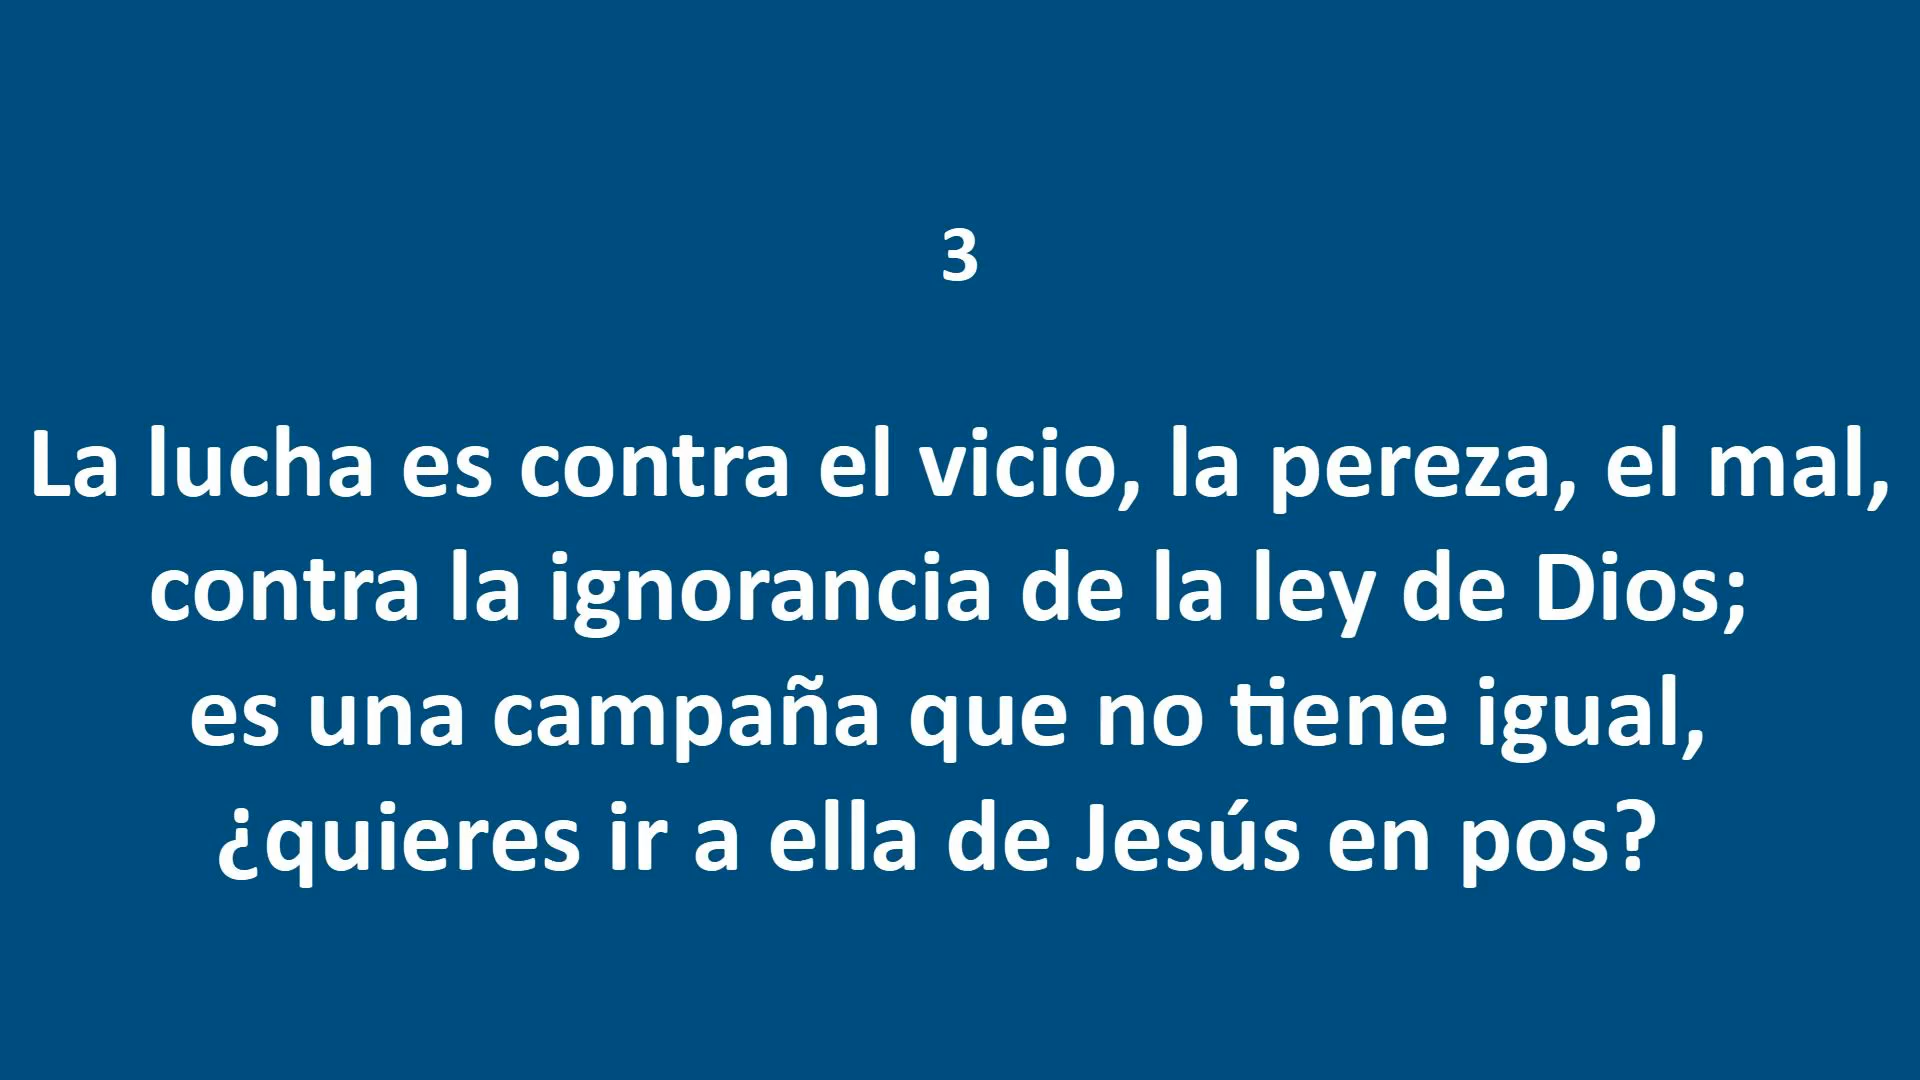 3
La lucha es contra el vicio, la pereza, el mal,
contra la ignorancia de la ley de Dios;
es una campaña que no tiene igual,
¿quieres ir a ella de Jesús en pos?